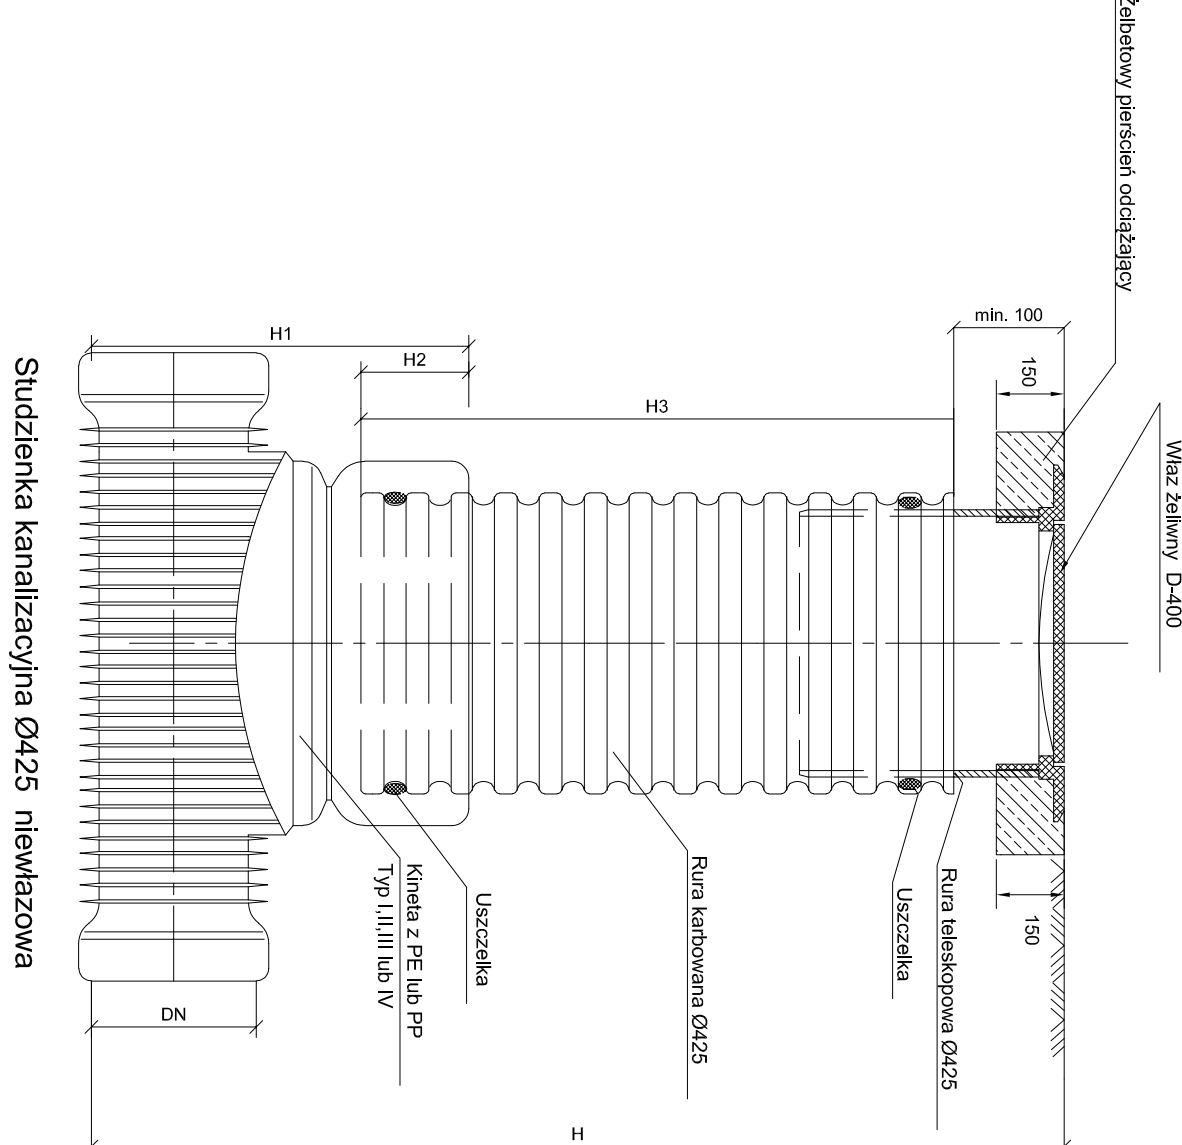 Żelbetowy pierścień odciążający
Właz żeliwny D-400
min. 100
150
H1
H2
H3
150
Rura teleskopowa Ø425
Uszczelka
Rura karbowana Ø425
Uszczelka
Kineta z PE lub PP
Typ I,II,III lub IV
DN
H
Studzienka kanalizacyjna Ø425 niewłazowa